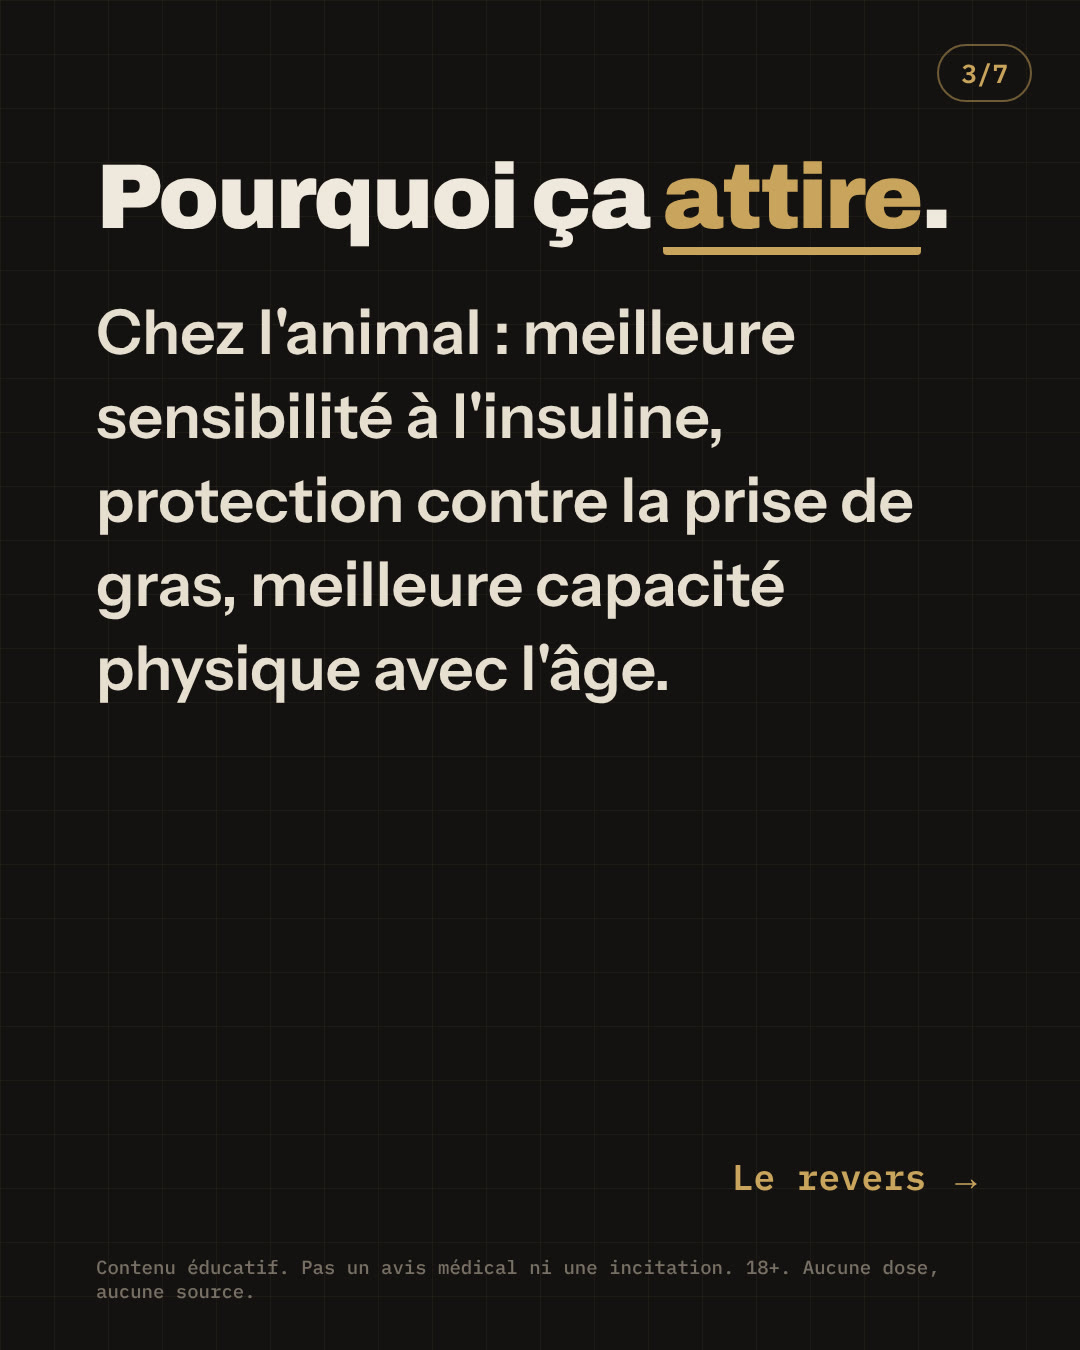 3/7
Pourquoi ça attire.
Chez l'animal : meilleure
sensibilité à l'insuline,
protection contre la prise de
gras, meilleure capacité
physique avec l'âge.
Le revers →
Contenu éducatif. Pas un avis médical ni une incitation. 18+. Aucune dose,
aucune source.